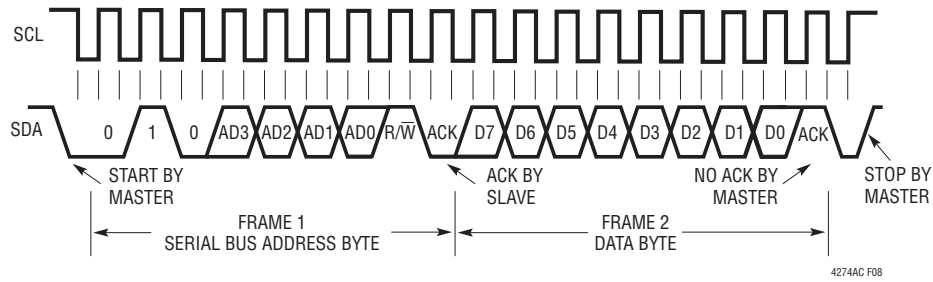 SCL
SDA 0 1 0 AD3 AD2 AD1 AD0 R/W̅ ACK D7 D6 D5 D4 D3 D2 D1 D0 ACK
START BY
MASTER
ACK BY
SLAVE
NO ACK BY
MASTER
STOP BY
MASTER
FRAME 1
SERIAL BUS ADDRESS BYTE
FRAME 2
DATA BYTE
4274AC F08